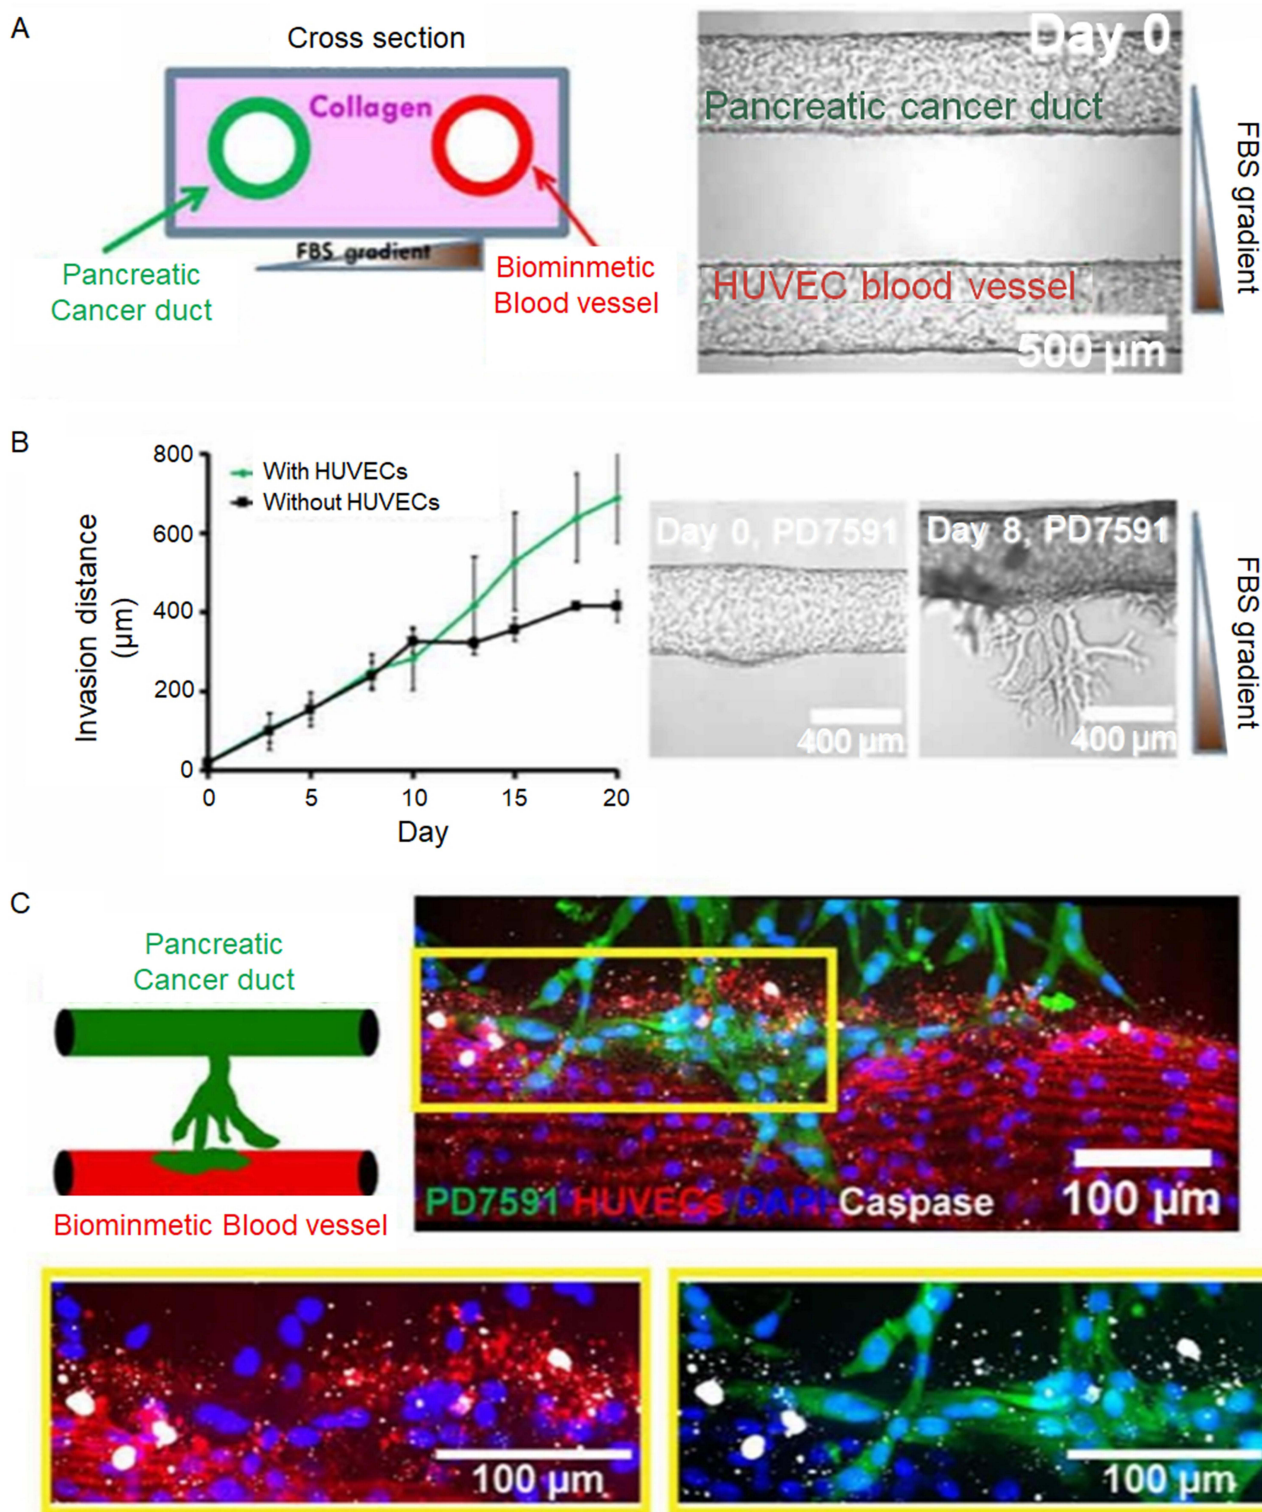 A
Cross section
Collagen
FBS gradient
Pancreatic
Cancer duct
Biominmetic
Blood vessel
Day 0
Pancreatic cancer duct
HUVEC blood vessel
500 µm
FBS gradient
B
800
600
400
200
0
Invasion distance
(µm)
With HUVECs
Without HUVECs
0
5
10
15
20
Day
Day 0, PD7591
400 µm
Day 8, PD7591
400 µm
FBS gradient
C
Pancreatic
Cancer duct
Biominmetic Blood vessel
PD7591 HUVECs DAPI Caspase
100 µm
100 µm
100 µm